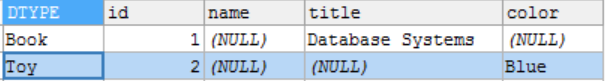 DTYPE id name title color
Book 1 (NULL) Database Systems (NULL)
Toy 2 (NULL) (NULL) Blue